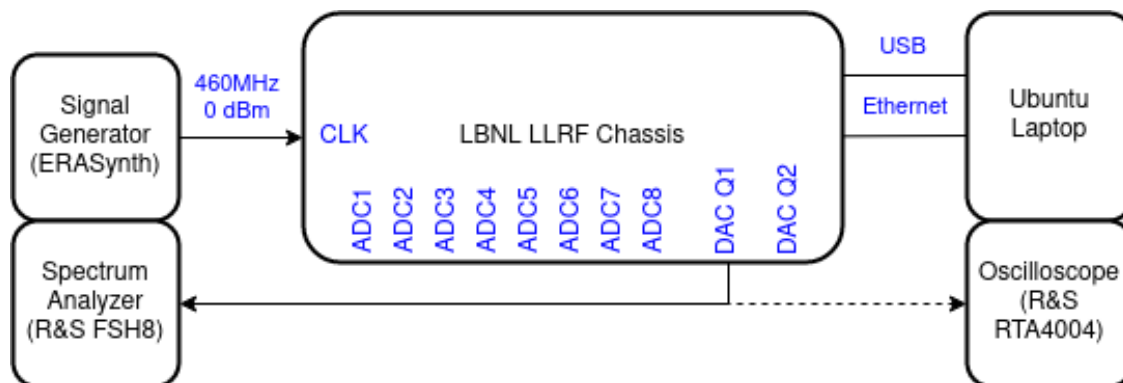 Signal
Generator
(ERASynth)
460MHz
0 dBm
CLK
LBNL LLRF Chassis
ADC1
ADC2
ADC3
ADC4
ADC5
ADC6
ADC7
ADC8
DAC Q1
DAC Q2
USB
Ethernet
Ubuntu
Laptop
Spectrum
Analyzer
(R&S FSH8)
Oscilloscope
(R&S
RTA4004)